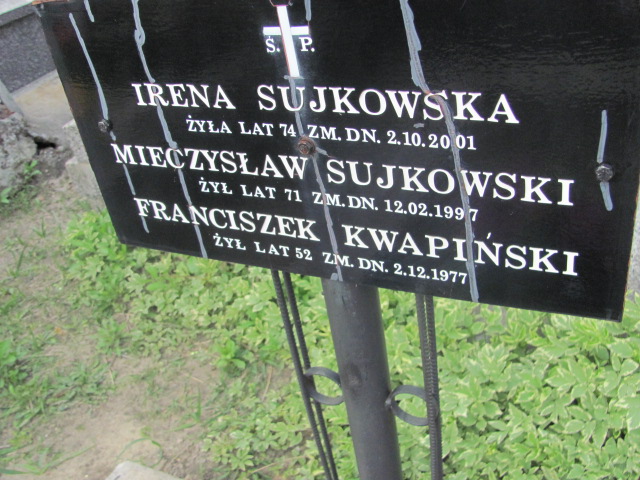 Ś. P.
IRENA SUJKOWSKA
ŻYŁA LAT 74 ZM. DN. 2.10.2001
MIECZYSŁAW SUJKOWSKI
ŻYŁ LAT 71 ZM. DN. 12.02.1997
FRANCISZEK KWAPIŃSKI
ŻYŁ LAT 52 ZM. DN. 2.12.1977